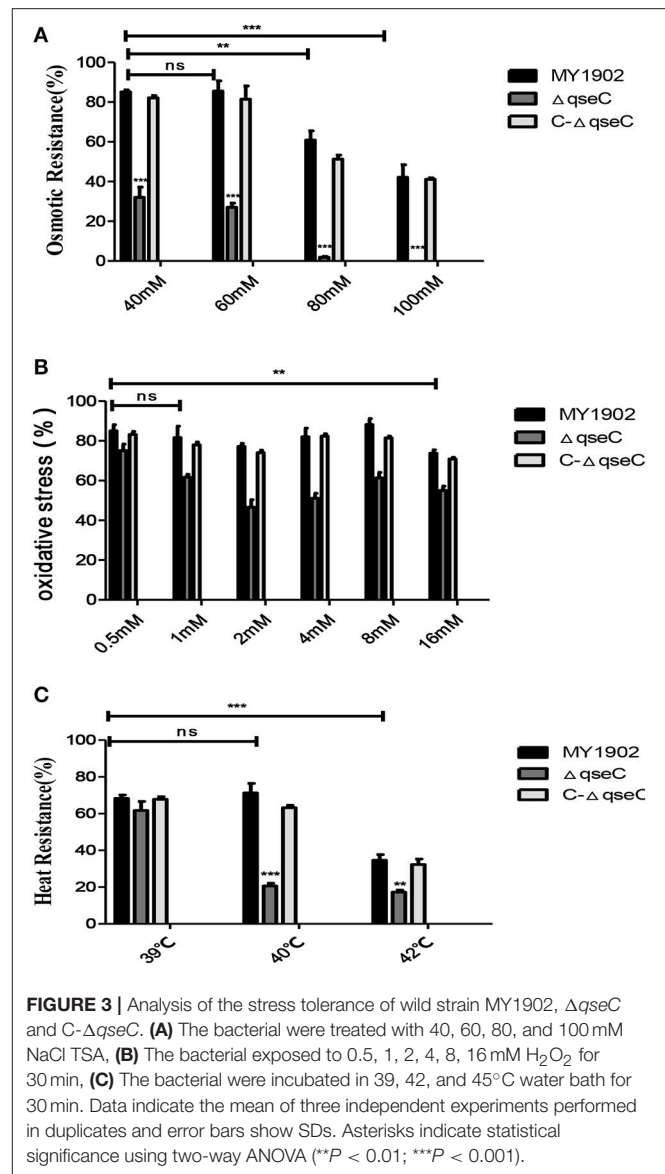 A
***
**
ns
Osmotic Resistance(%)
100
80
60
40
20
0
***
***
***
***
40mM
60mM
80mM
100mM
MY1902
△qseC
C-△qseC
B
**
ns
oxidative stress (%)
100
80
60
40
20
0
0.5mM
1mM
2mM
4mM
8mM
16mM
MY1902
△qseC
C-△qseC
C
***
ns
Heat Resistance(%)
100
80
60
40
20
0
***
**
39℃
40℃
42℃
MY1902
△qseC
C-△qseC
FIGURE 3 | Analysis of the stress tolerance of wild strain MY1902, ΔqseC
and C-ΔqseC. (A) The bacterial were treated with 40, 60, 80, and 100 mM
NaCl TSA, (B) The bacterial exposed to 0.5, 1, 2, 4, 8, 16 mM H₂O₂ for
30 min, (C) The bacterial were incubated in 39, 42, and 45°C water bath for
30 min. Data indicate the mean of three independent experiments performed
in duplicates and error bars show SDs. Asterisks indicate statistical
significance using two-way ANOVA (**P < 0.01; ***P < 0.001).